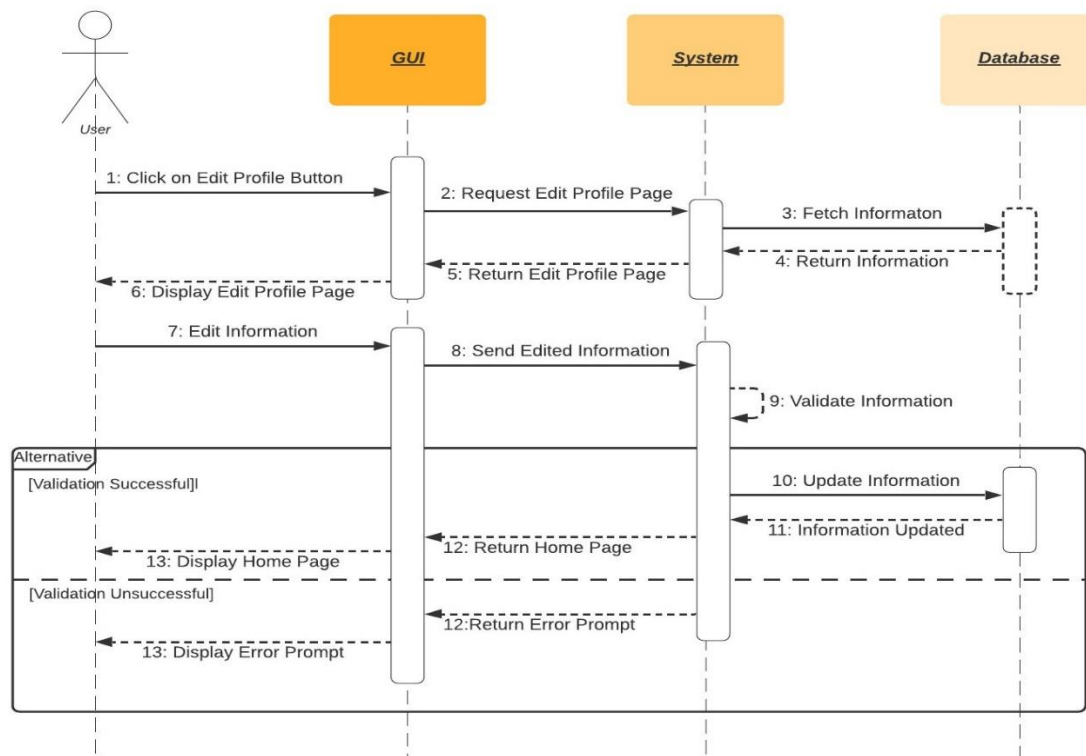 GUI
System
Database
User
1: Click on Edit Profile Button
2: Request Edit Profile Page
3: Fetch Informaton
4: Return Information
5: Return Edit Profile Page
6: Display Edit Profile Page
7: Edit Information
8: Send Edited Information
9: Validate Information
Alternative
[Validation Successful]l
10: Update Information
11: Information Updated
12: Return Home Page
13: Display Home Page
[Validation Unsuccessful]
12:Return Error Prompt
13: Display Error Prompt